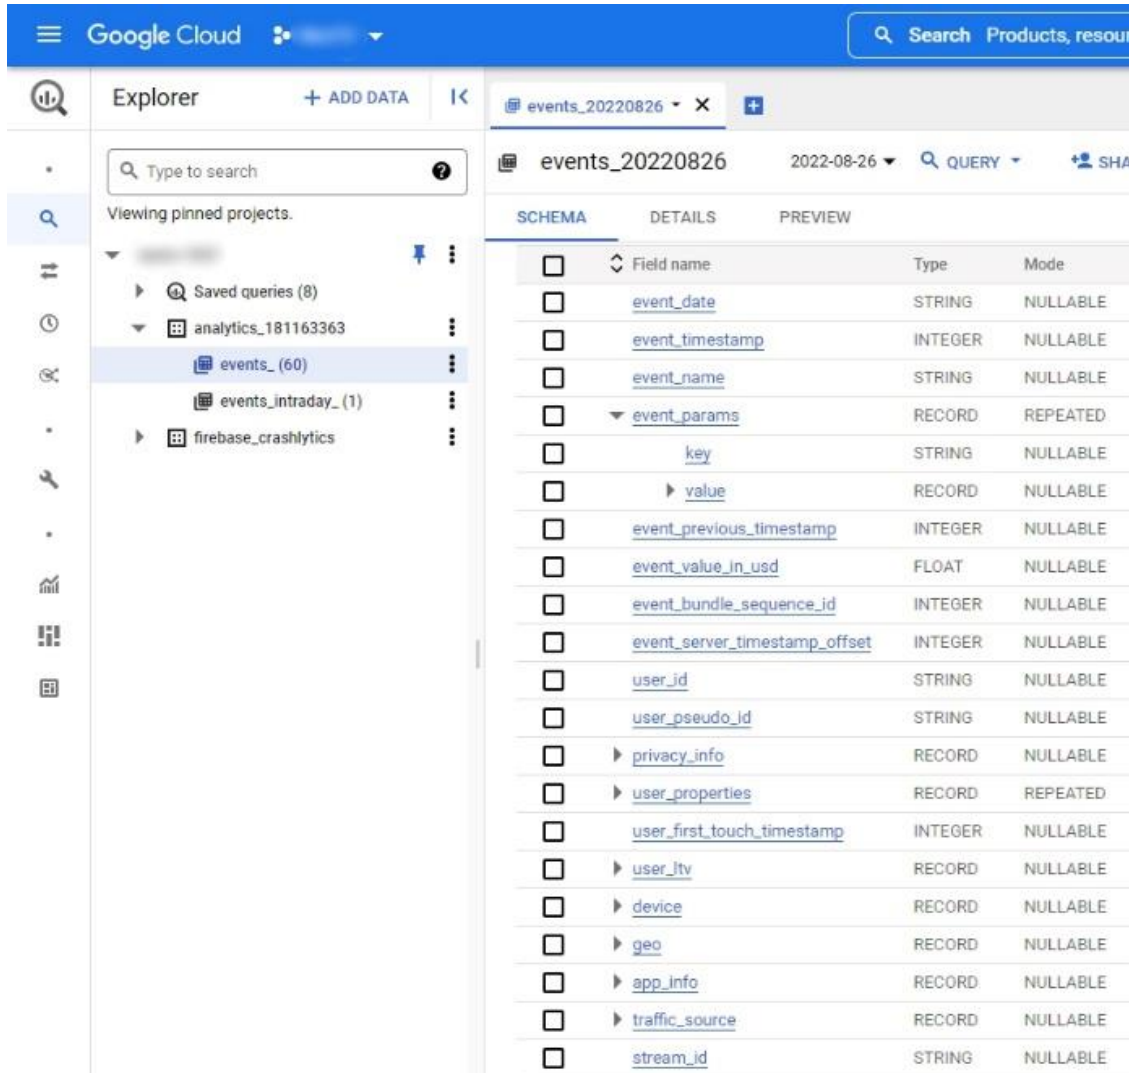 Google Cloud
Search Products, resour
Explorer
+ ADD DATA
events_20220826
Type to search
Viewing pinned projects.
Saved queries (8)
analytics_181163363
events_ (60)
events_intraday_ (1)
firebase_crashlytics
events_20220826 2022-08-26 QUERY SHA
SCHEMA DETAILS PREVIEW
Field name Type Mode
event_date STRING NULLABLE
event_timestamp INTEGER NULLABLE
event_name STRING NULLABLE
event_params RECORD REPEATED
key STRING NULLABLE
value RECORD NULLABLE
event_previous_timestamp INTEGER NULLABLE
event_value_in_usd FLOAT NULLABLE
event_bundle_sequence_id INTEGER NULLABLE
event_server_timestamp_offset INTEGER NULLABLE
user_id STRING NULLABLE
user_pseudo_id STRING NULLABLE
privacy_info RECORD NULLABLE
user_properties RECORD REPEATED
user_first_touch_timestamp INTEGER NULLABLE
user_ltv RECORD NULLABLE
device RECORD NULLABLE
geo RECORD NULLABLE
app_info RECORD NULLABLE
traffic_source RECORD NULLABLE
stream_id STRING NULLABLE